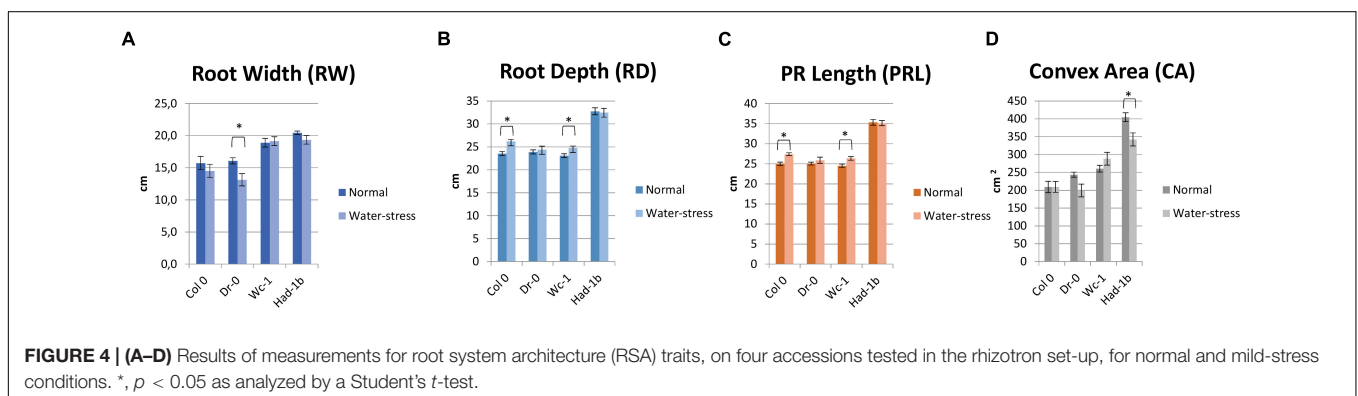 A
Root Width (RW)
25,0
20,0
15,0
10,0
5,0
0,0
cm
*
Col 0
Dr-0
Wc-1
Had-1b
Normal
Water-stress
B
Root Depth (RD)
35
30
25
20
15
10
5
0
cm
*
*
Col 0
Dr-0
Wc-1
Had-1b
Normal
Water-stress
C
PR Length (PRL)
40
35
30
25
20
15
10
5
0
cm
*
*
Col 0
Dr-0
Wc-1
Had-1b
Normal
Water-stress
D
Convex Area (CA)
450
400
350
300
250
200
150
100
50
0
cm ²
*
Col 0
Dr-0
Wc-1
Had-1b
Normal
Water-stress
FIGURE 4 | (A–D) Results of measurements for root system architecture (RSA) traits, on four accessions tested in the rhizotron set-up, for normal and mild-stress
conditions. *, p < 0.05 as analyzed by a Student's t-test.